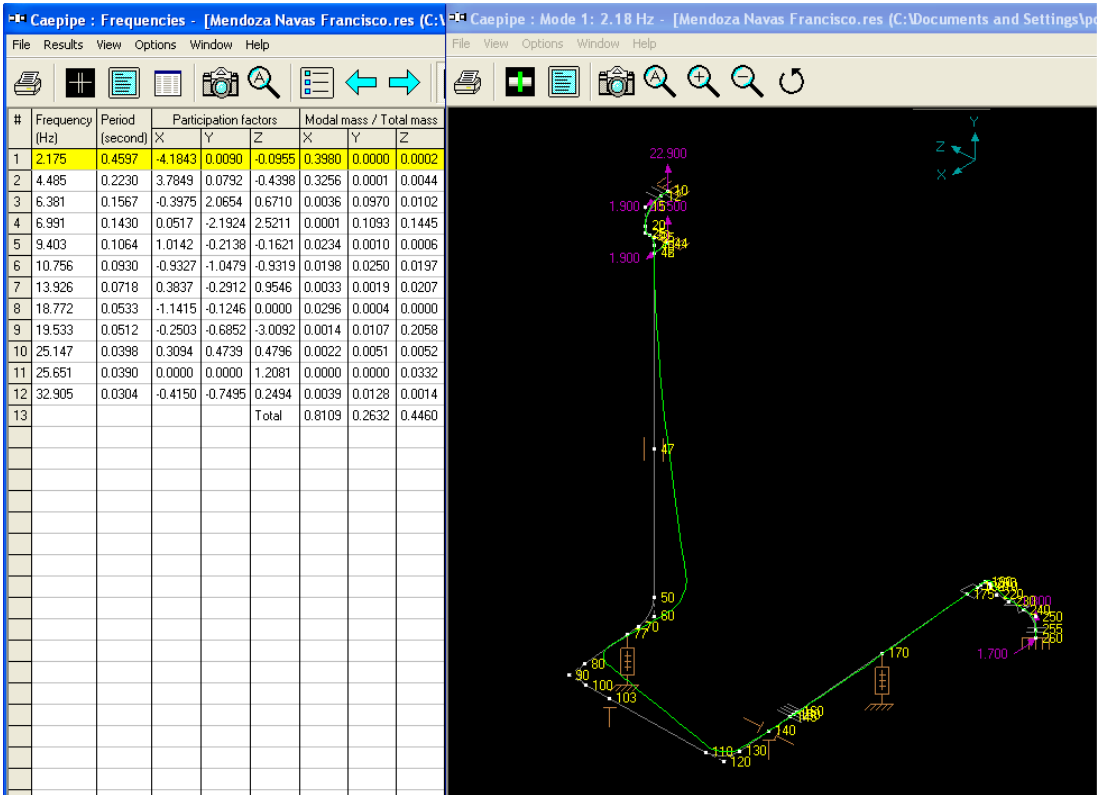 Caepipe : Frequencies - [Mendoza Navas Francisco.res (C:\
File Results View Options Window Help
# Frequency Period Participation factors Modal mass / Total mass
(Hz) (second) X Y Z X Y Z
1 2.175 0.4597 -4.1843 0.0090 -0.0955 0.3980 0.0000 0.0002
2 4.485 0.2230 3.7849 0.0792 -0.4398 0.3256 0.0001 0.0044
3 6.381 0.1567 -0.3975 2.0654 0.6710 0.0036 0.0970 0.0102
4 6.991 0.1430 0.0517 -2.1924 2.5211 0.0001 0.1093 0.1445
5 9.403 0.1064 1.0142 -0.2138 -0.1621 0.0234 0.0010 0.0006
6 10.756 0.0930 -0.9327 -1.0479 -0.9319 0.0198 0.0250 0.0197
7 13.926 0.0718 0.3837 -0.2912 0.9546 0.0033 0.0019 0.0207
8 18.772 0.0533 -1.1415 -0.1246 0.0000 0.0296 0.0004 0.0000
9 19.533 0.0512 -0.2503 -0.6852 -3.0092 0.0014 0.0107 0.2058
10 25.147 0.0398 0.3094 0.4739 0.4796 0.0022 0.0051 0.0052
11 25.651 0.0390 0.0000 0.0000 1.2081 0.0000 0.0000 0.0332
12 32.905 0.0304 -0.4150 -0.7495 0.2494 0.0039 0.0128 0.0014
13 Total 0.8109 0.2632 0.4460
Caepipe : Mode 1: 2.18 Hz - [Mendoza Navas Francisco.res (C:\Documents and Settings\p
File View Options Window Help
Y
Z
X
22.900
10
12
1.900 15
20
44
1.900 46
47
50
60
70
77
80
90
100
103
110
120
130
140
160
170
175
220
230
240
250
255
260
1.700